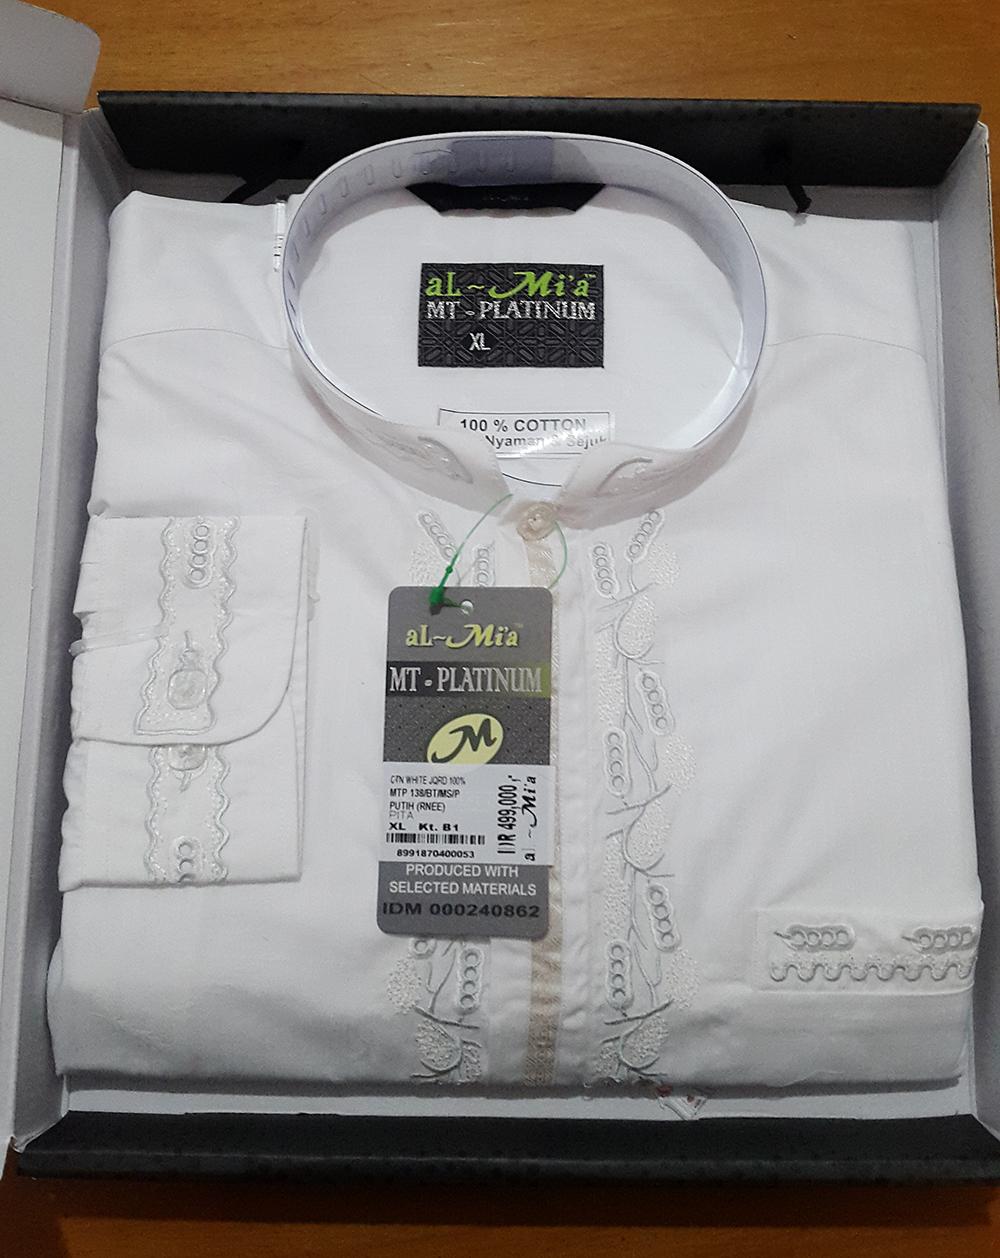 aL~Mi'a™
MT - PLATINUM
XL
100 % COTTON
Nyaman & Sejuk
aL~Mi'a™
MT - PLATINUM
M
CTN WHITE JQRD 100%
MTP 138/BT/MS/P
PUTIH (RNEE)
PITA
XL Kt. B1
8991870400053
IDR 499,000,-
aL~Mi'a
PRODUCED WITH
SELECTED MATERIALS
IDM 000240862